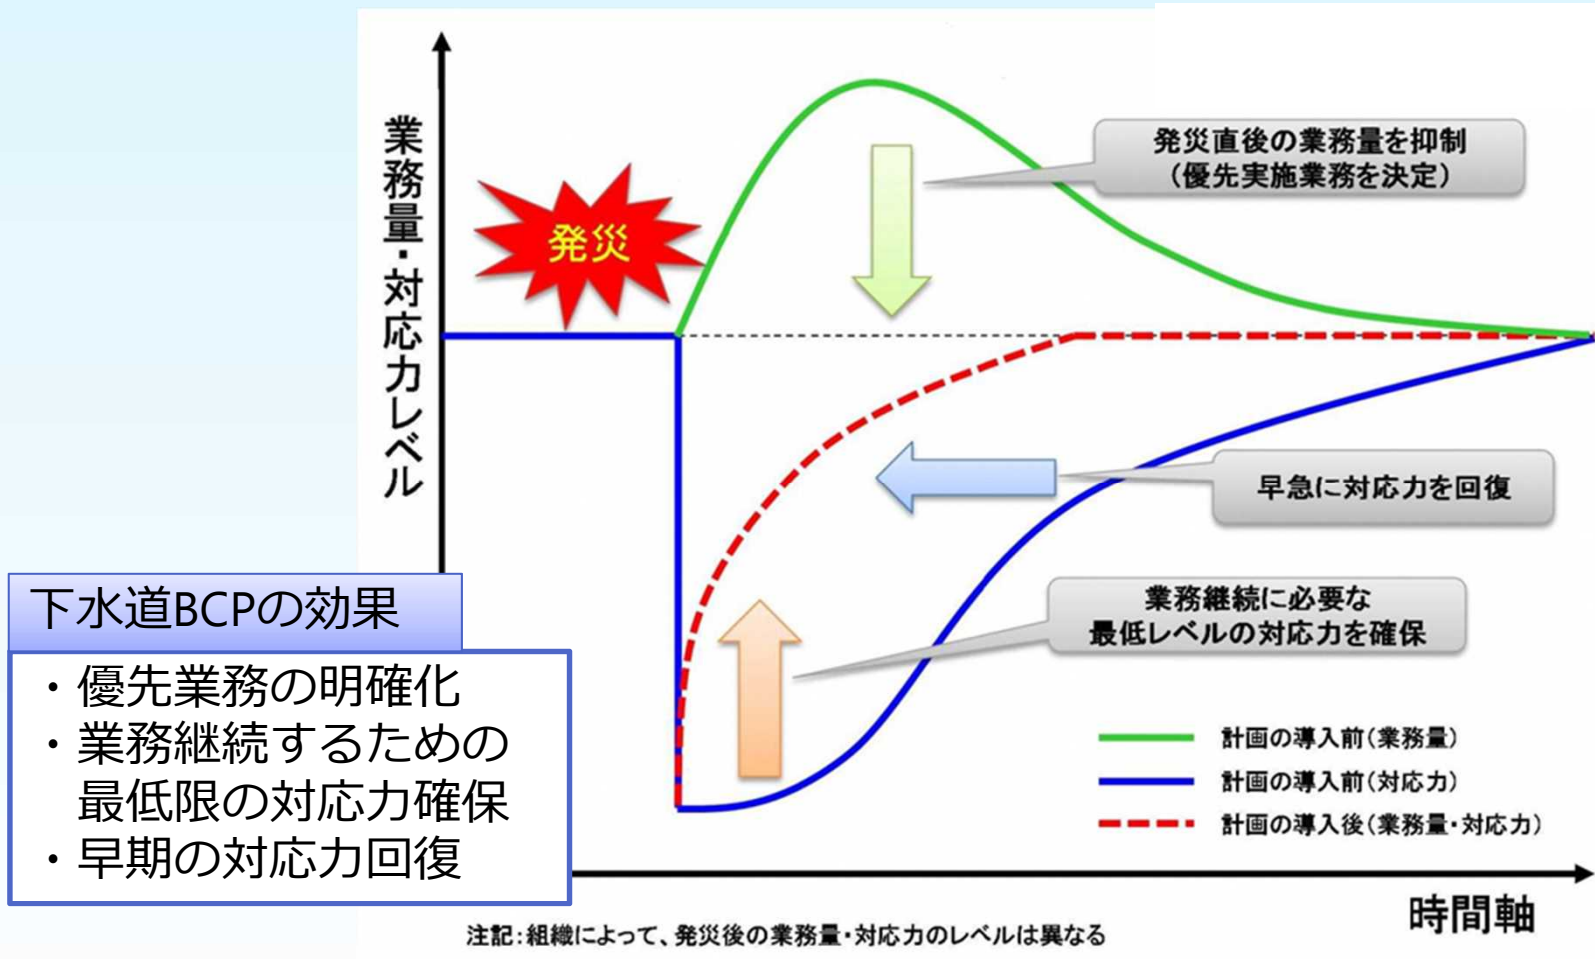 業務量・対応力レベル
発災
発災直後の業務量を抑制
（優先実施業務を決定）
早急に対応力を回復
業務継続に必要な
最低レベルの対応力を確保
下水道BCPの効果
・優先業務の明確化
・業務継続するための
最低限の対応力確保
・早期の対応力回復
計画の導入前（業務量）
計画の導入前（対応力）
計画の導入後（業務量・対応力）
時間軸
注記：組織によって、発災後の業務量・対応力のレベルは異なる